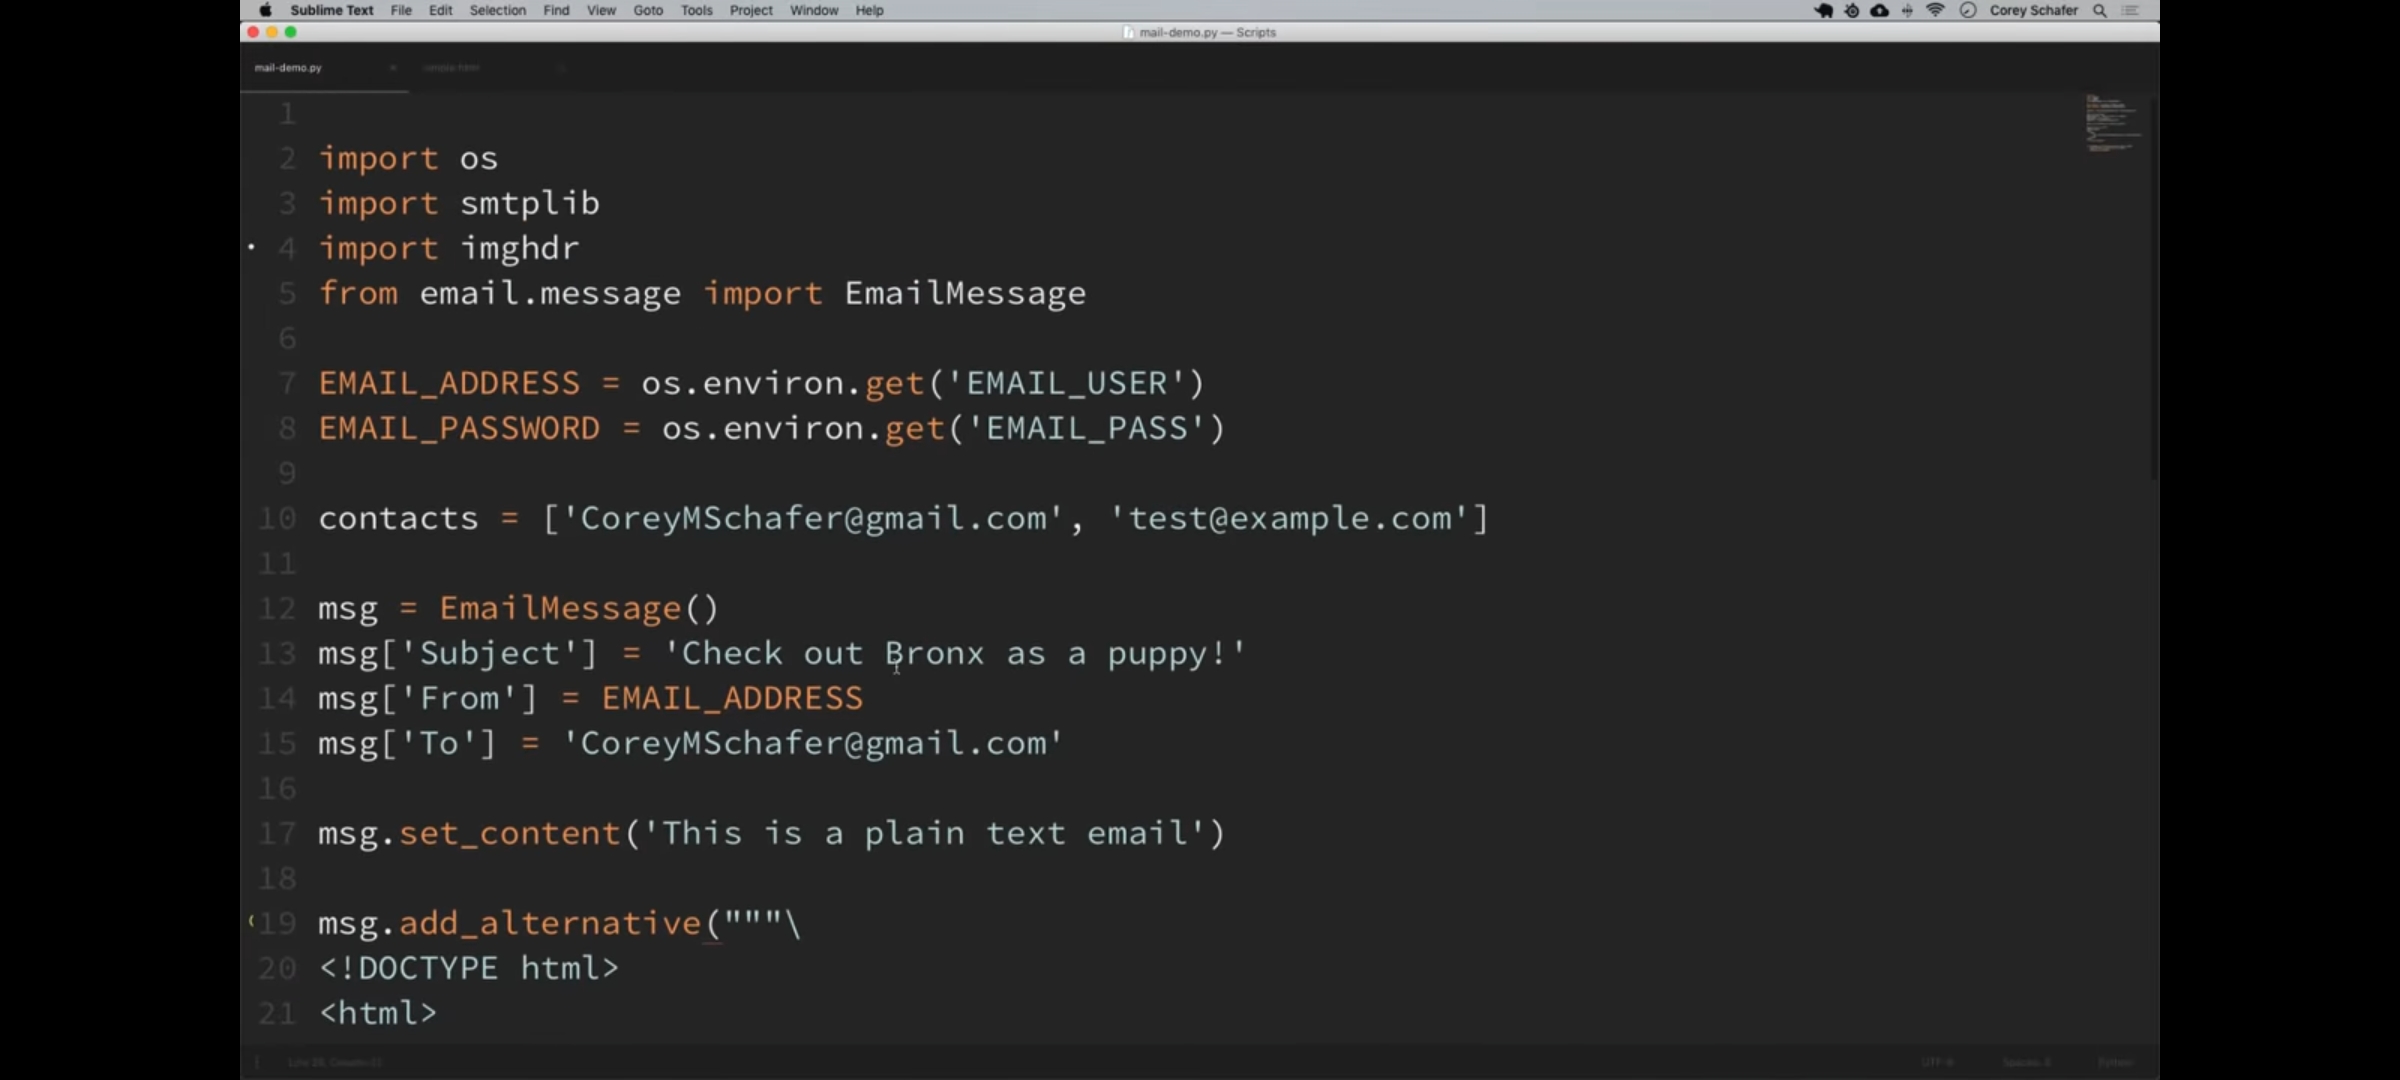 Sublime Text File Edit Selection Find View Goto Tools Project Window Help Corey Schafer
mail-demo.py — Scripts
mail-demo.py
1
2 import os
3 import smtplib
4 import imghdr
5 from email.message import EmailMessage
6
7 EMAIL_ADDRESS = os.environ.get('EMAIL_USER')
8 EMAIL_PASSWORD = os.environ.get('EMAIL_PASS')
9
10 contacts = ['CoreyMSchafer@gmail.com', 'test@example.com']
11
12 msg = EmailMessage()
13 msg['Subject'] = 'Check out Bronx as a puppy!'
14 msg['From'] = EMAIL_ADDRESS
15 msg['To'] = 'CoreyMSchafer@gmail.com'
16
17 msg.set_content('This is a plain text email')
18
19 msg.add_alternative("""\
20 <!DOCTYPE html>
21 <html>